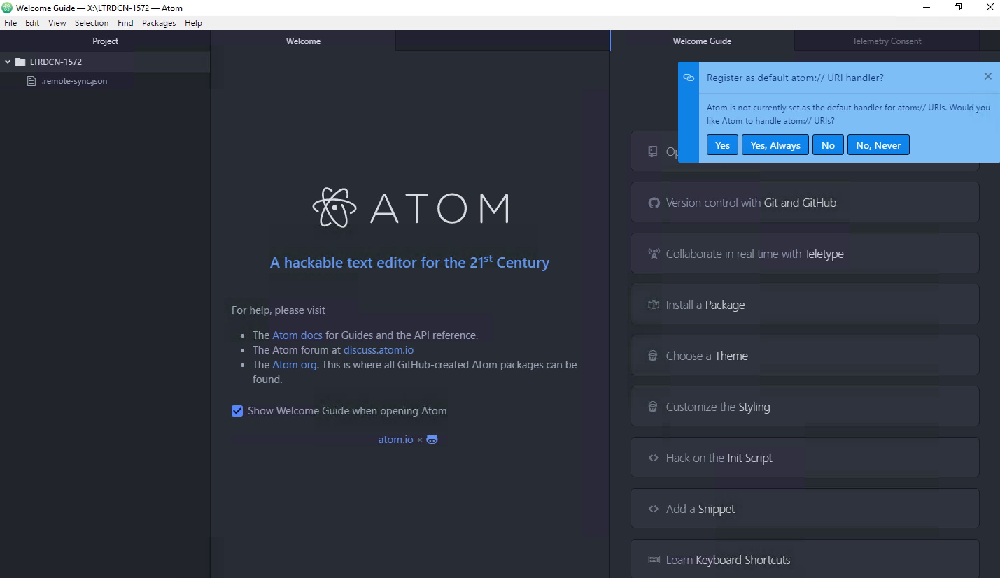 Welcome Guide — X:\LTRDCN-1572 — Atom
File Edit View Selection Find Packages Help
Project
LTRDCN-1572
.remote-sync.json
Welcome
ATOM
A hackable text editor for the 21st Century
For help, please visit
The Atom docs for Guides and the API reference.
The Atom forum at discuss.atom.io
The Atom org. This is where all GitHub-created Atom packages can be
found.
Show Welcome Guide when opening Atom
atom.io ×
Welcome Guide
Telemetry Consent
Register as default atom:// URI handler?
Atom is not currently set as the defaut handler for atom:// URIs. Would you
like Atom to handle atom:// URIs?
Yes
Yes, Always
No
No, Never
Version control with Git and GitHub
Collaborate in real time with Teletype
Install a Package
Choose a Theme
Customize the Styling
Hack on the Init Script
Add a Snippet
Learn Keyboard Shortcuts